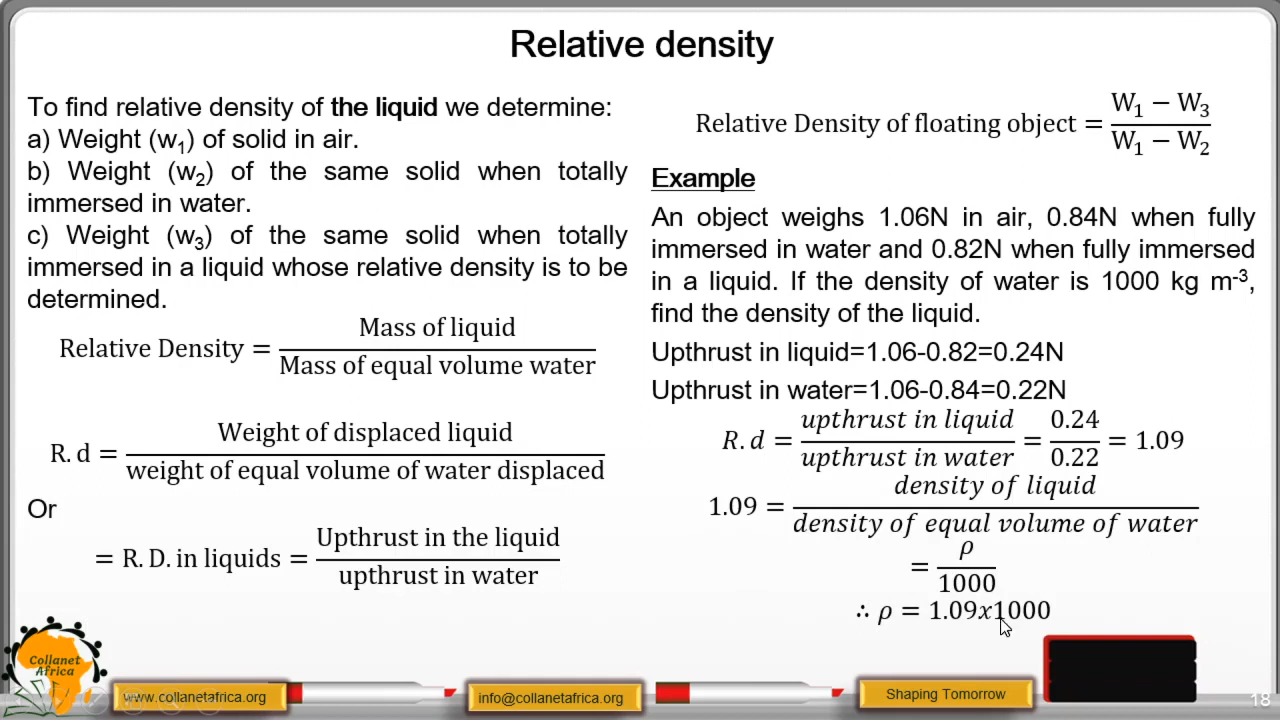 Relative density
To find relative density of the liquid we determine:
a) Weight (w₁) of solid in air.
b) Weight (w₂) of the same solid when totally
immersed in water.
c) Weight (w₃) of the same solid when totally
immersed in a liquid whose relative density is to be
determined.
Relative Density = Mass of liquid / Mass of equal volume water
R. d = Weight of displaced liquid / weight of equal volume of water displaced
Or
= R. D. in liquids = Upthrust in the liquid / upthrust in water
Relative Density of floating object = W₁ − W₃ / W₁ − W₂
Example
An object weighs 1.06N in air, 0.84N when fully
immersed in water and 0.82N when fully immersed
in a liquid. If the density of water is 1000 kg m⁻³,
find the density of the liquid.
Upthrust in liquid=1.06-0.82=0.24N
Upthrust in water=1.06-0.84=0.22N
R. d = upthrust in liquid / upthrust in water = 0.24 / 0.22 = 1.09
1.09 = density of liquid / density of equal volume of water
= ρ / 1000
∴ ρ = 1.09x1000
Collanet
Africa
www.collanetafrica.org
info@collanetafrica.org
Shaping Tomorrow
18